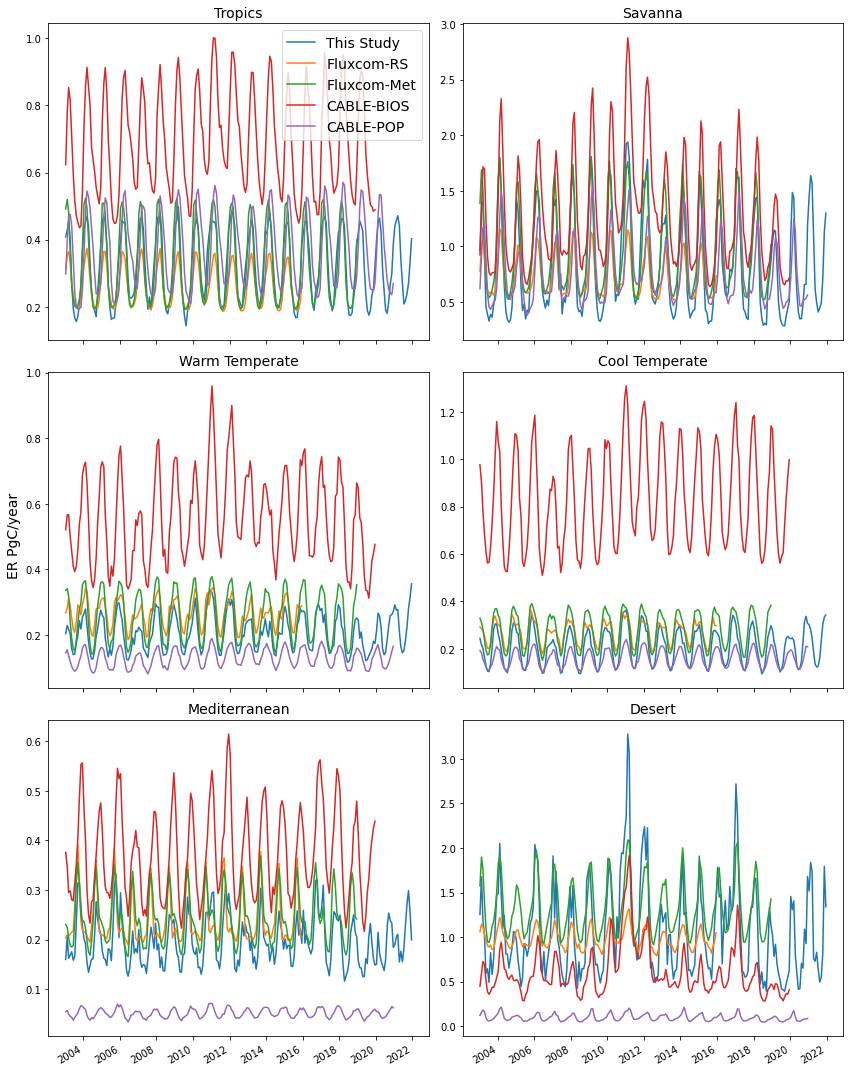 Tropics
Savanna
1.0
0.8
0.6
0.4
0.2
This Study
Fluxcom-RS
Fluxcom-Met
CABLE-BIOS
CABLE-POP
3.0
2.5
2.0
1.5
1.0
0.5
Warm Temperate
Cool Temperate
ER PgC/year
1.0
0.8
0.6
0.4
0.2
1.2
1.0
0.8
0.6
0.4
0.2
Mediterranean
Desert
0.6
0.5
0.4
0.3
0.2
0.1
3.0
2.5
2.0
1.5
1.0
0.5
0.0
2004 2006 2008 2010 2012 2014 2016 2018 2020 2022
2004 2006 2008 2010 2012 2014 2016 2018 2020 2022